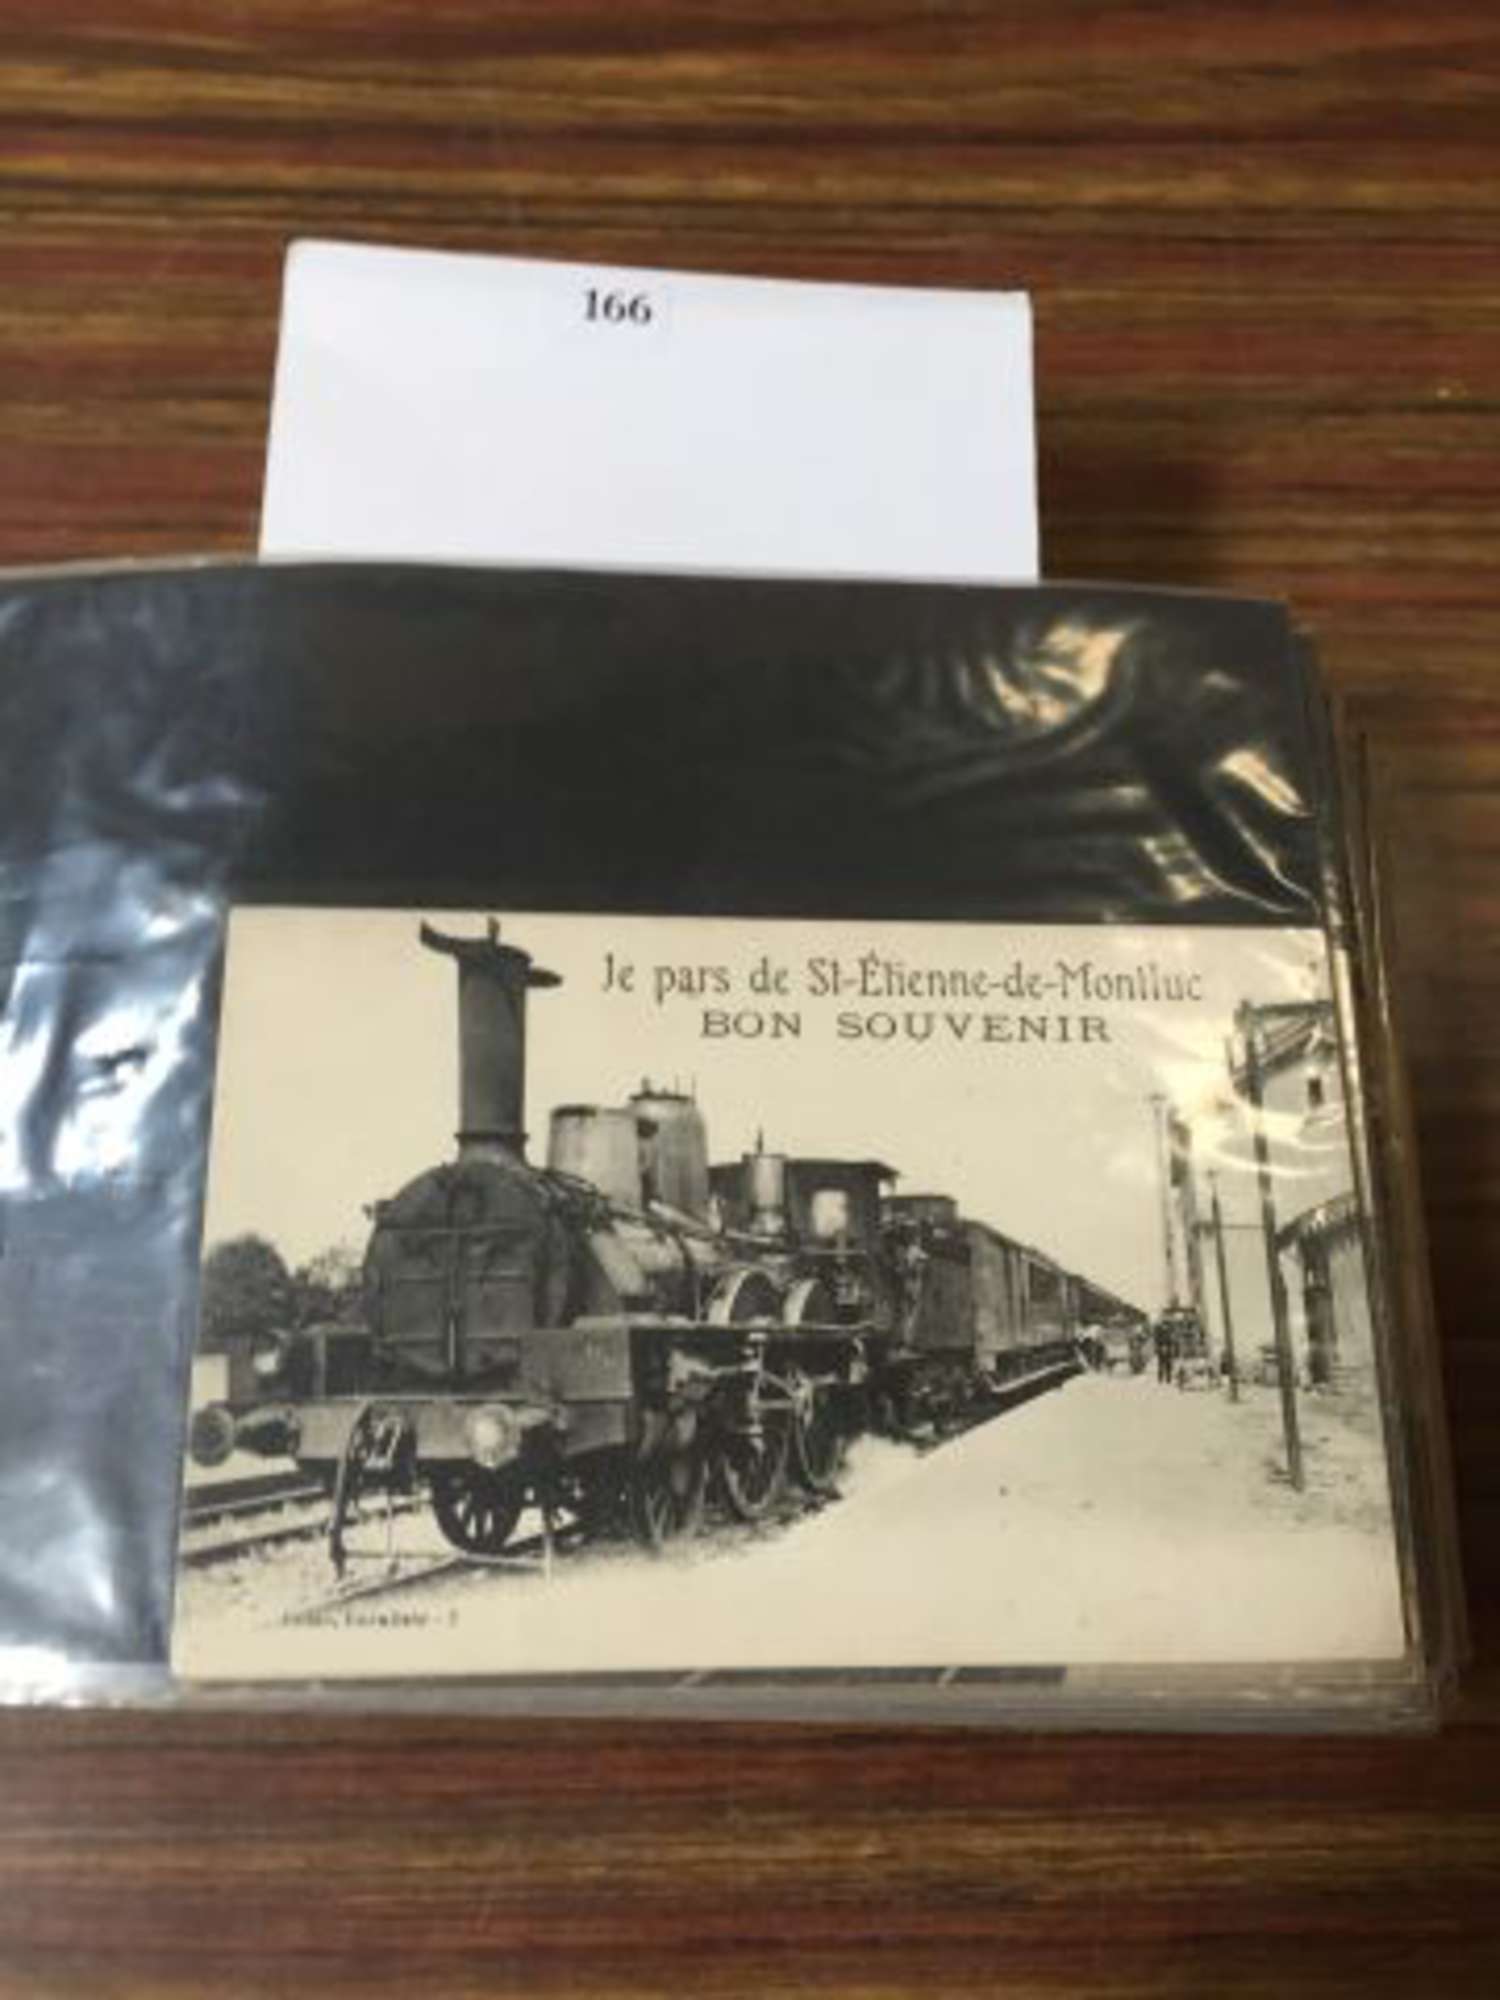 166
Je pars de St-Étienne-de-Montluc
BON SOUVENIR